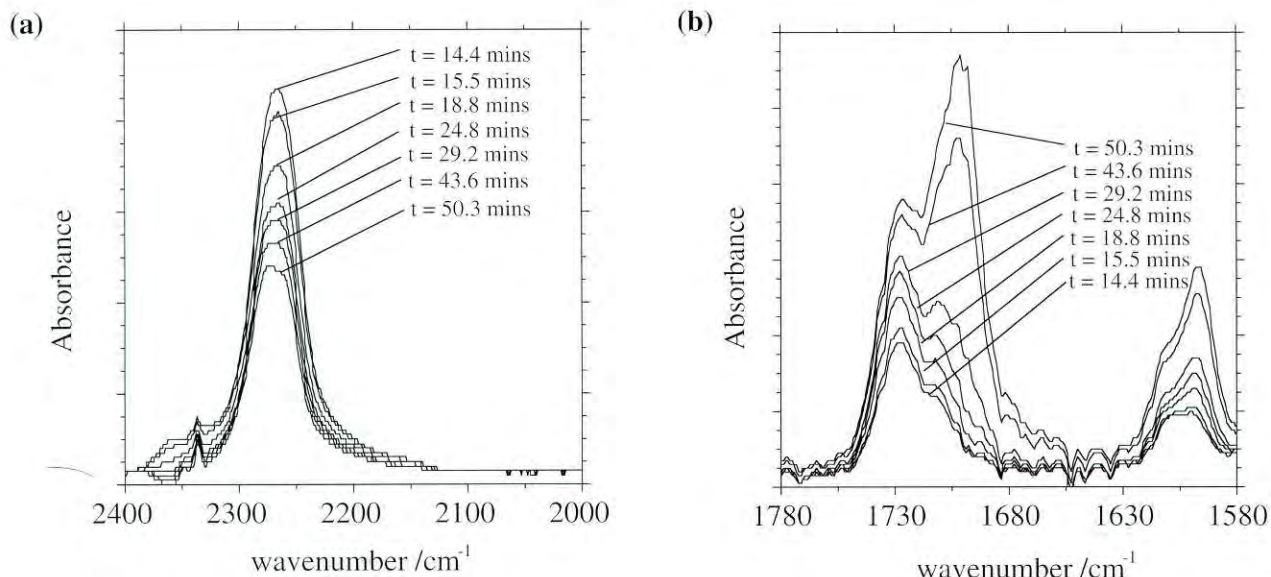 (a)
t = 14.4 mins
t = 15.5 mins
t = 18.8 mins
t = 24.8 mins
t = 29.2 mins
t = 43.6 mins
t = 50.3 mins
Absorbance
2400 2300 2200 2100 2000
wavenumber /cm⁻¹
(b)
t = 50.3 mins
t = 43.6 mins
t = 29.2 mins
t = 24.8 mins
t = 18.8 mins
t = 15.5 mins
t = 14.4 mins
Absorbance
1780 1730 1680 1630 1580
wavenumber /cm⁻¹